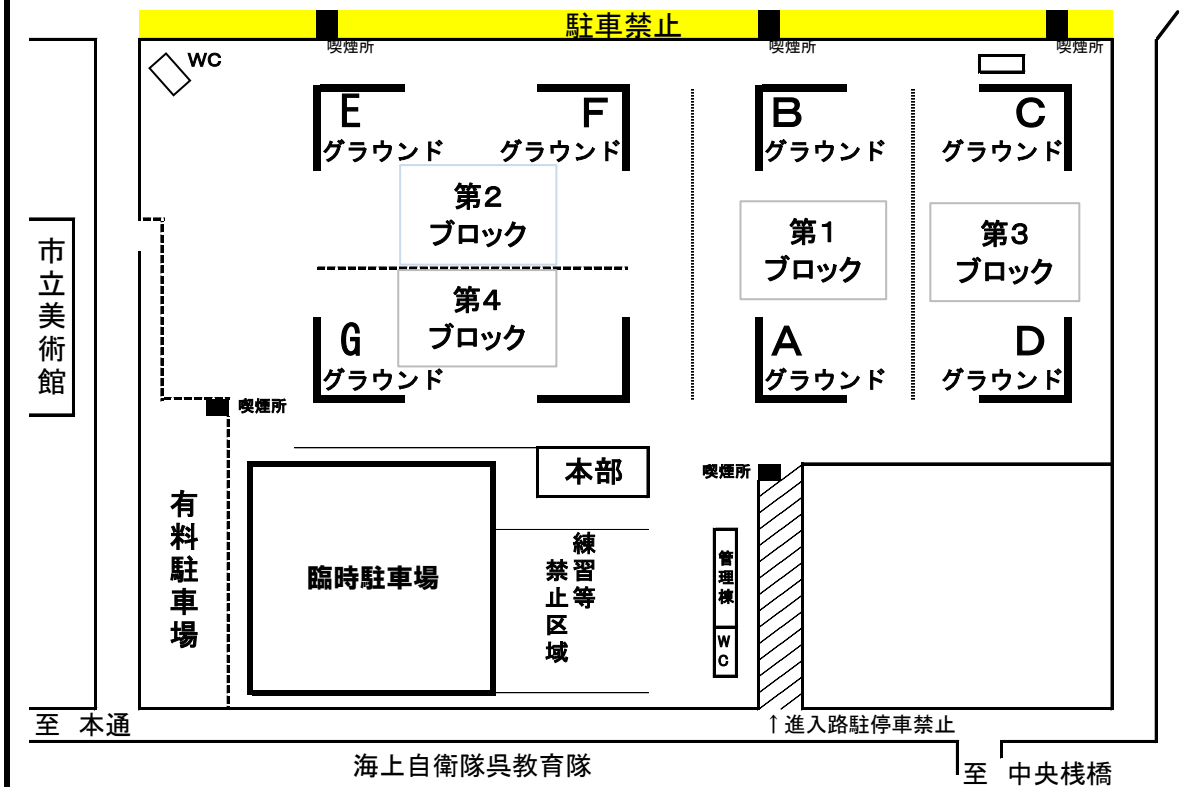 駐車禁止
喫煙所
喫煙所
喫煙所
WC
E
グラウンド
F
グラウンド
B
グラウンド
C
グラウンド
第2
ブロック
第1
ブロック
第3
ブロック
第4
ブロック
G
グラウンド
A
グラウンド
D
グラウンド
市立美術館
喫煙所
本部
喫煙所
有料駐車場
臨時駐車場
練習等
禁止区域
管理棟
WC
至 本通
↑進入路駐停車禁止
海上自衛隊呉教育隊
至 中央桟橋